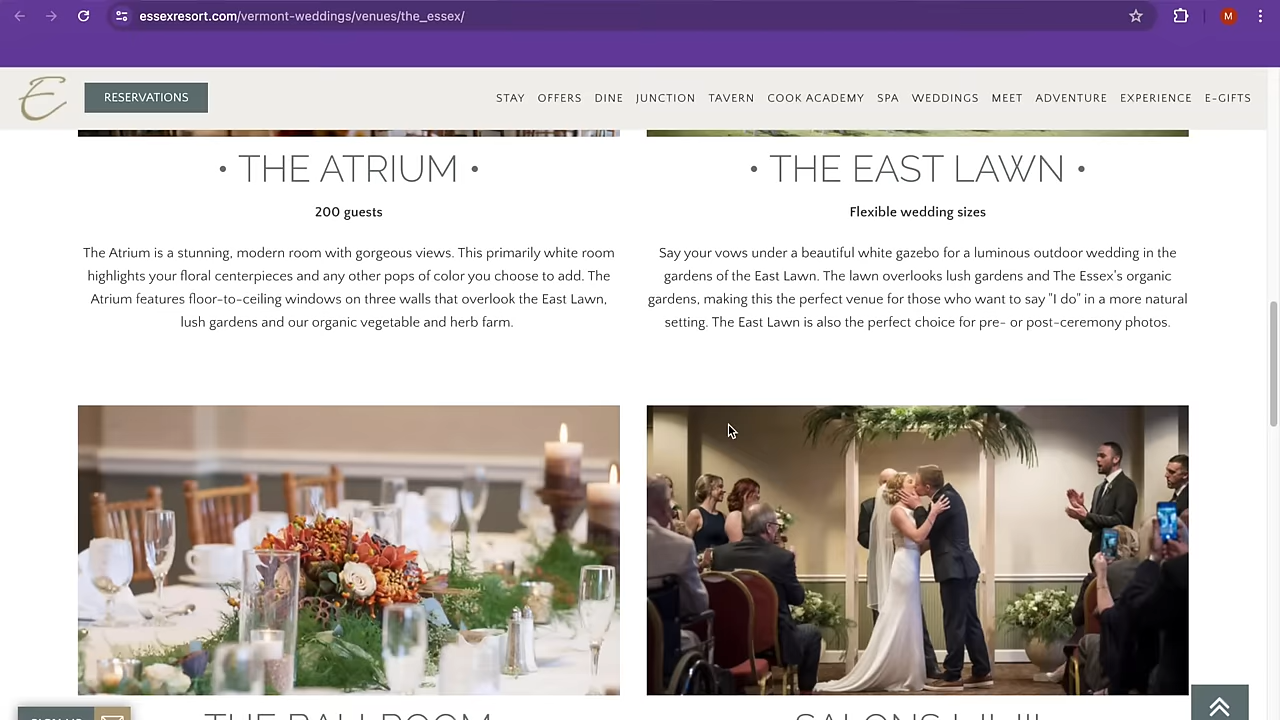 essexresort.com/vermont-weddings/venues/the_essex/
M
E
RESERVATIONS
STAY OFFERS DINE JUNCTION TAVERN COOK ACADEMY SPA WEDDINGS MEET ADVENTURE EXPERIENCE E-GIFTS
• THE ATRIUM •
200 guests
The Atrium is a stunning, modern room with gorgeous views. This primarily white room
highlights your floral centerpieces and any other pops of color you choose to add. The
Atrium features floor-to-ceiling windows on three walls that overlook the East Lawn,
lush gardens and our organic vegetable and herb farm.
• THE EAST LAWN •
Flexible wedding sizes
Say your vows under a beautiful white gazebo for a luminous outdoor wedding in the
gardens of the East Lawn. The lawn overlooks lush gardens and The Essex's organic
gardens, making this the perfect venue for those who want to say "I do" in a more natural
setting. The East Lawn is also the perfect choice for pre- or post-ceremony photos.
THE BALLROOM
SALONS I, II, III